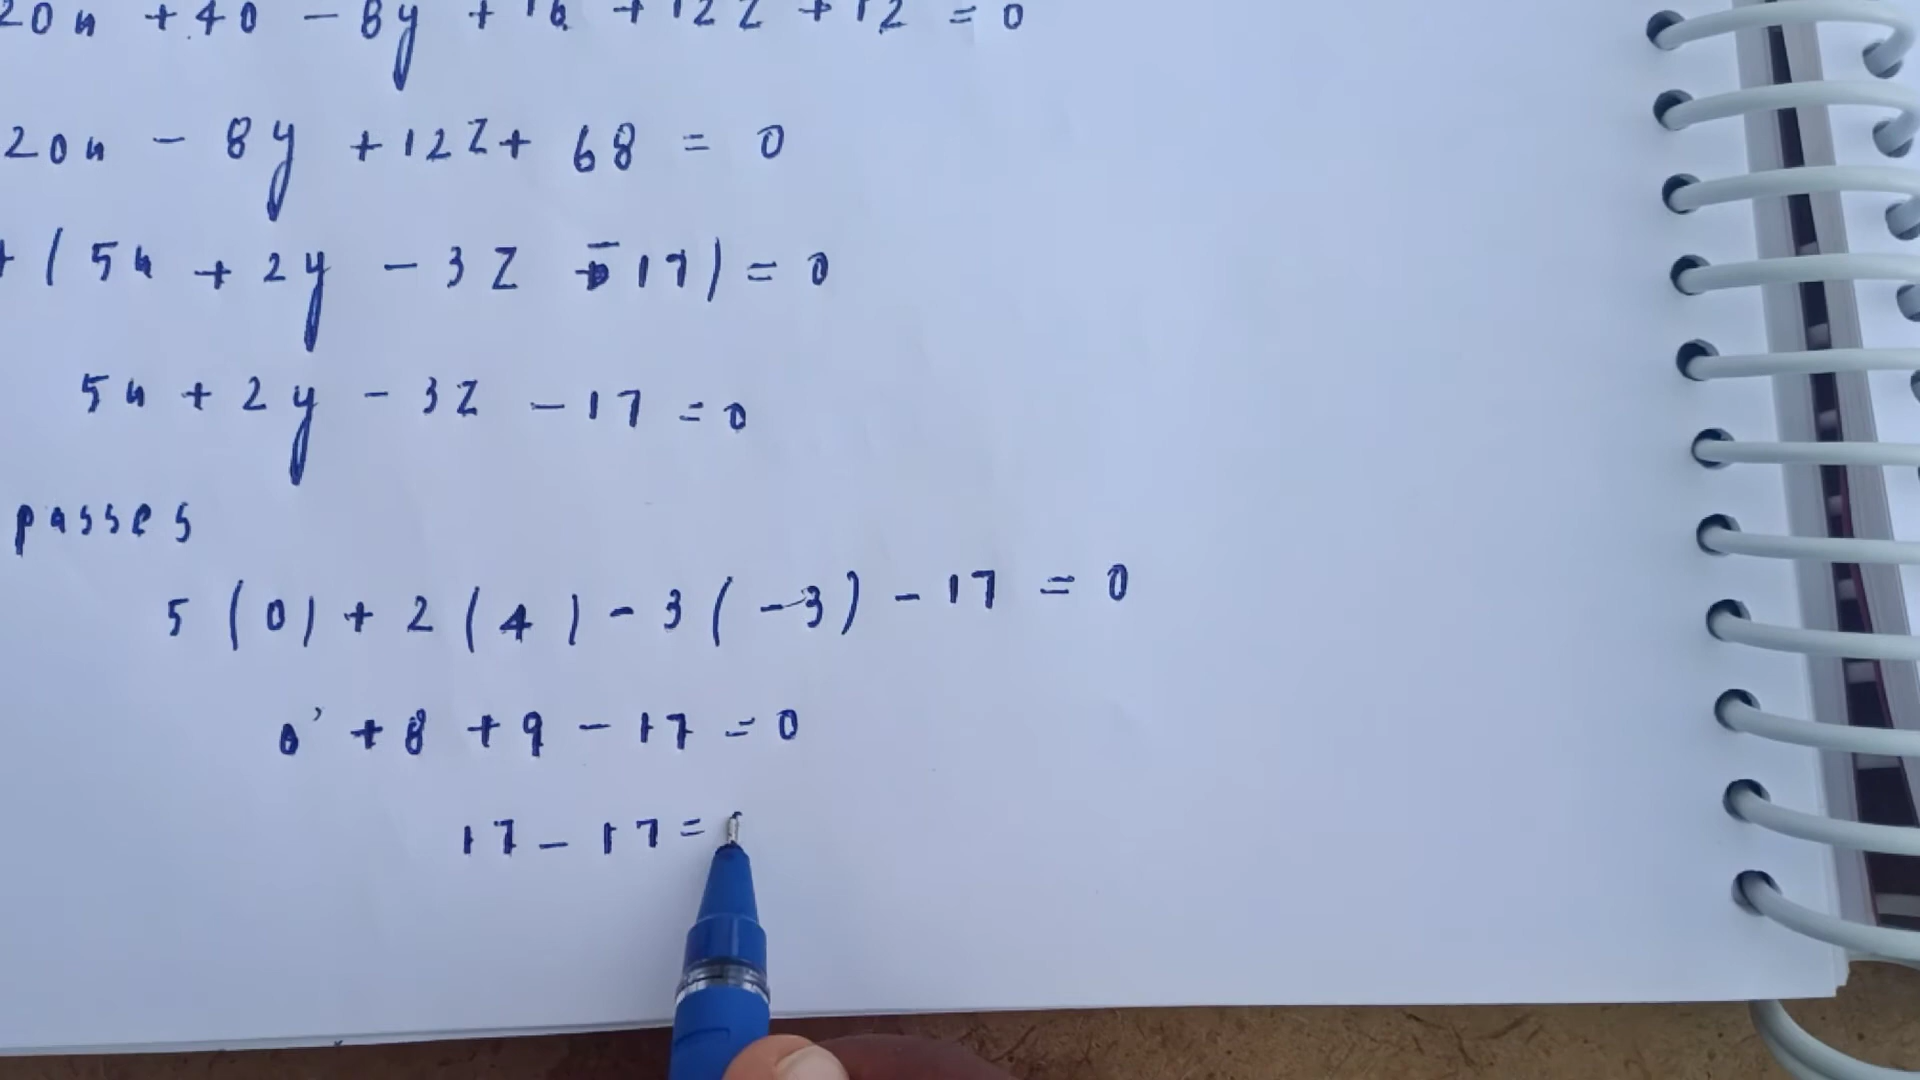 20x + 40 - 8y + 16 + 12z + 12 = 0
20x - 8y + 12z + 68 = 0
+ (5x + 2y - 3z - 17) = 0
5x + 2y - 3z - 17 = 0
passes
5 (0) + 2 (4) - 3 (-3) - 17 = 0
0 + 8 + 9 - 17 = 0
17 - 17 =